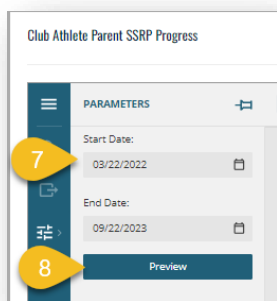 Club Athlete Parent SSRP Progress
PARAMETERS
Start Date:
7
03/22/2022
End Date:
09/22/2023
8
Preview